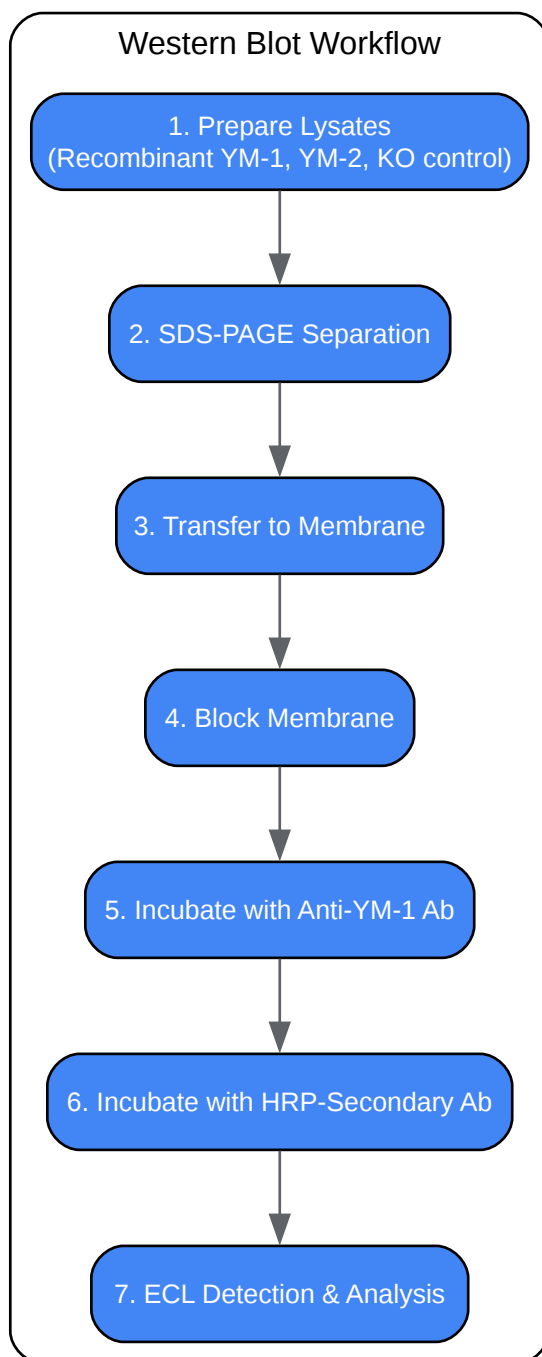 Western Blot Workflow
1. Prepare Lysates
(Recombinant YM-1, YM-2, KO control)
2. SDS-PAGE Separation
3. Transfer to Membrane
4. Block Membrane
5. Incubate with Anti-YM-1 Ab
6. Incubate with HRP-Secondary Ab
7. ECL Detection & Analysis